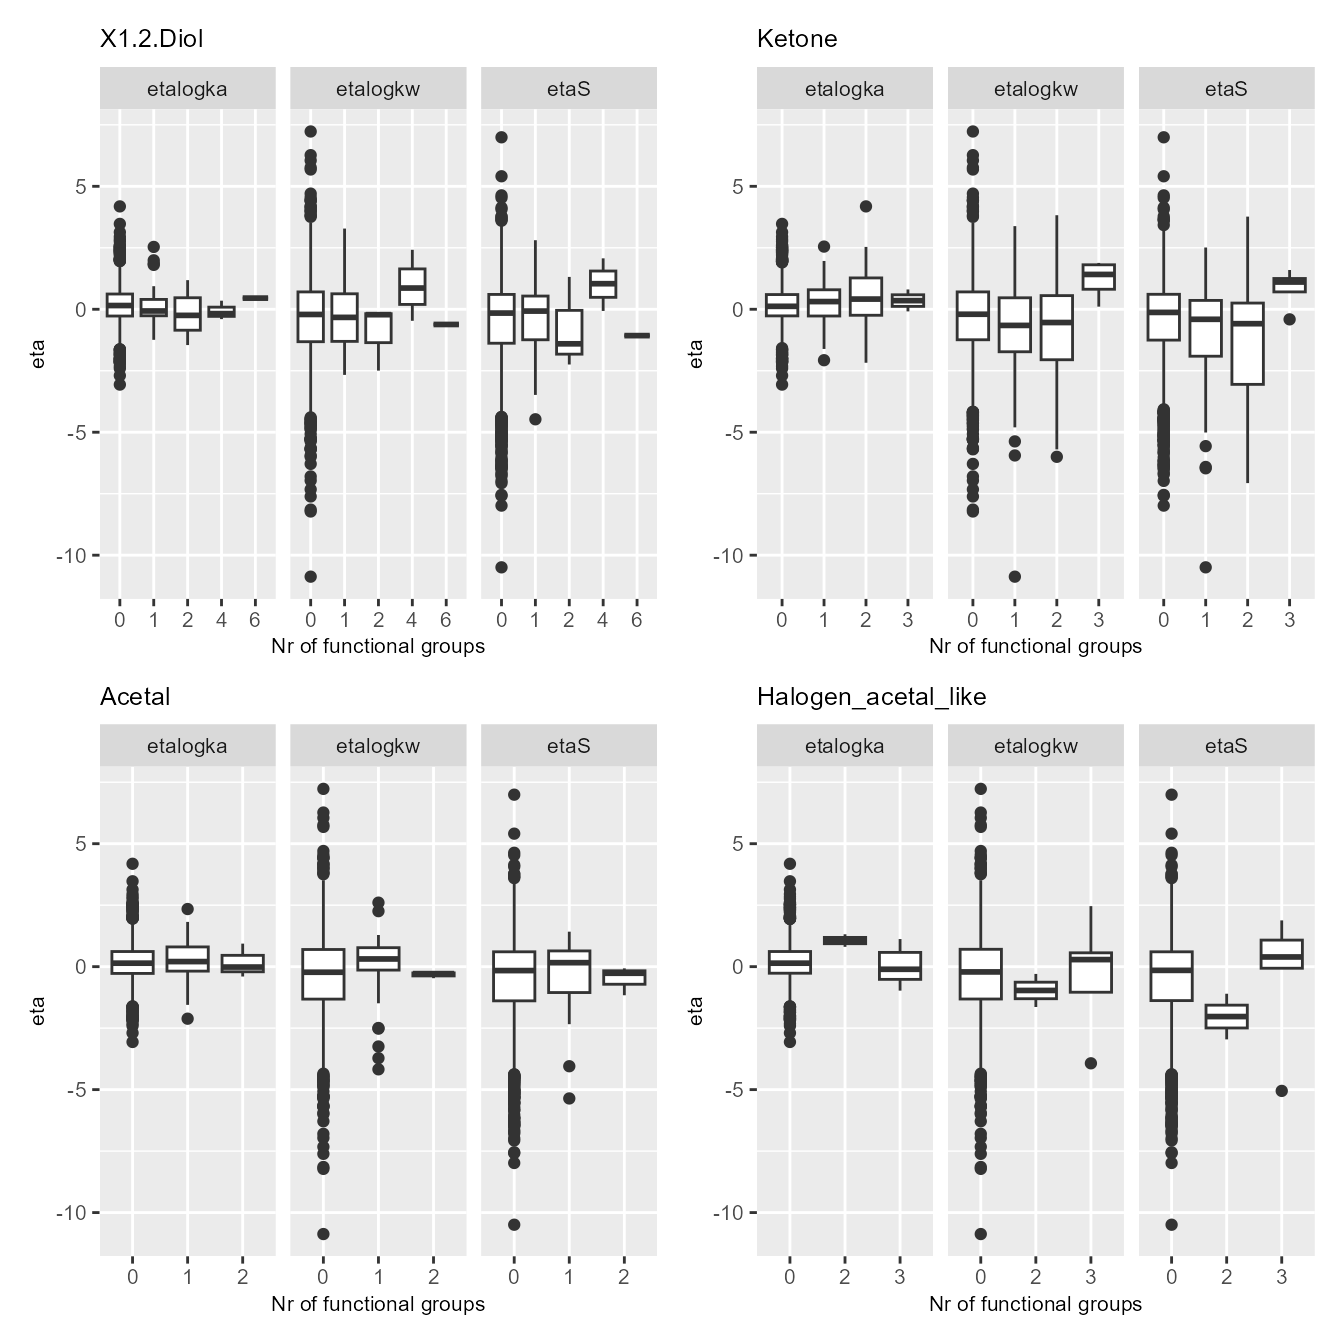 X1.2.Diol
etalogka etalogkw etaS
eta
5
0
-5
-10
0 1 2 4 6 0 1 2 4 6 0 1 2 4 6
Nr of functional groups
Ketone
etalogka etalogkw etaS
eta
5
0
-5
-10
0 1 2 3 0 1 2 3 0 1 2 3
Nr of functional groups
Acetal
etalogka etalogkw etaS
eta
5
0
-5
-10
0 1 2 0 1 2 0 1 2
Nr of functional groups
Halogen_acetal_like
etalogka etalogkw etaS
eta
5
0
-5
-10
0 2 3 0 2 3 0 2 3
Nr of functional groups